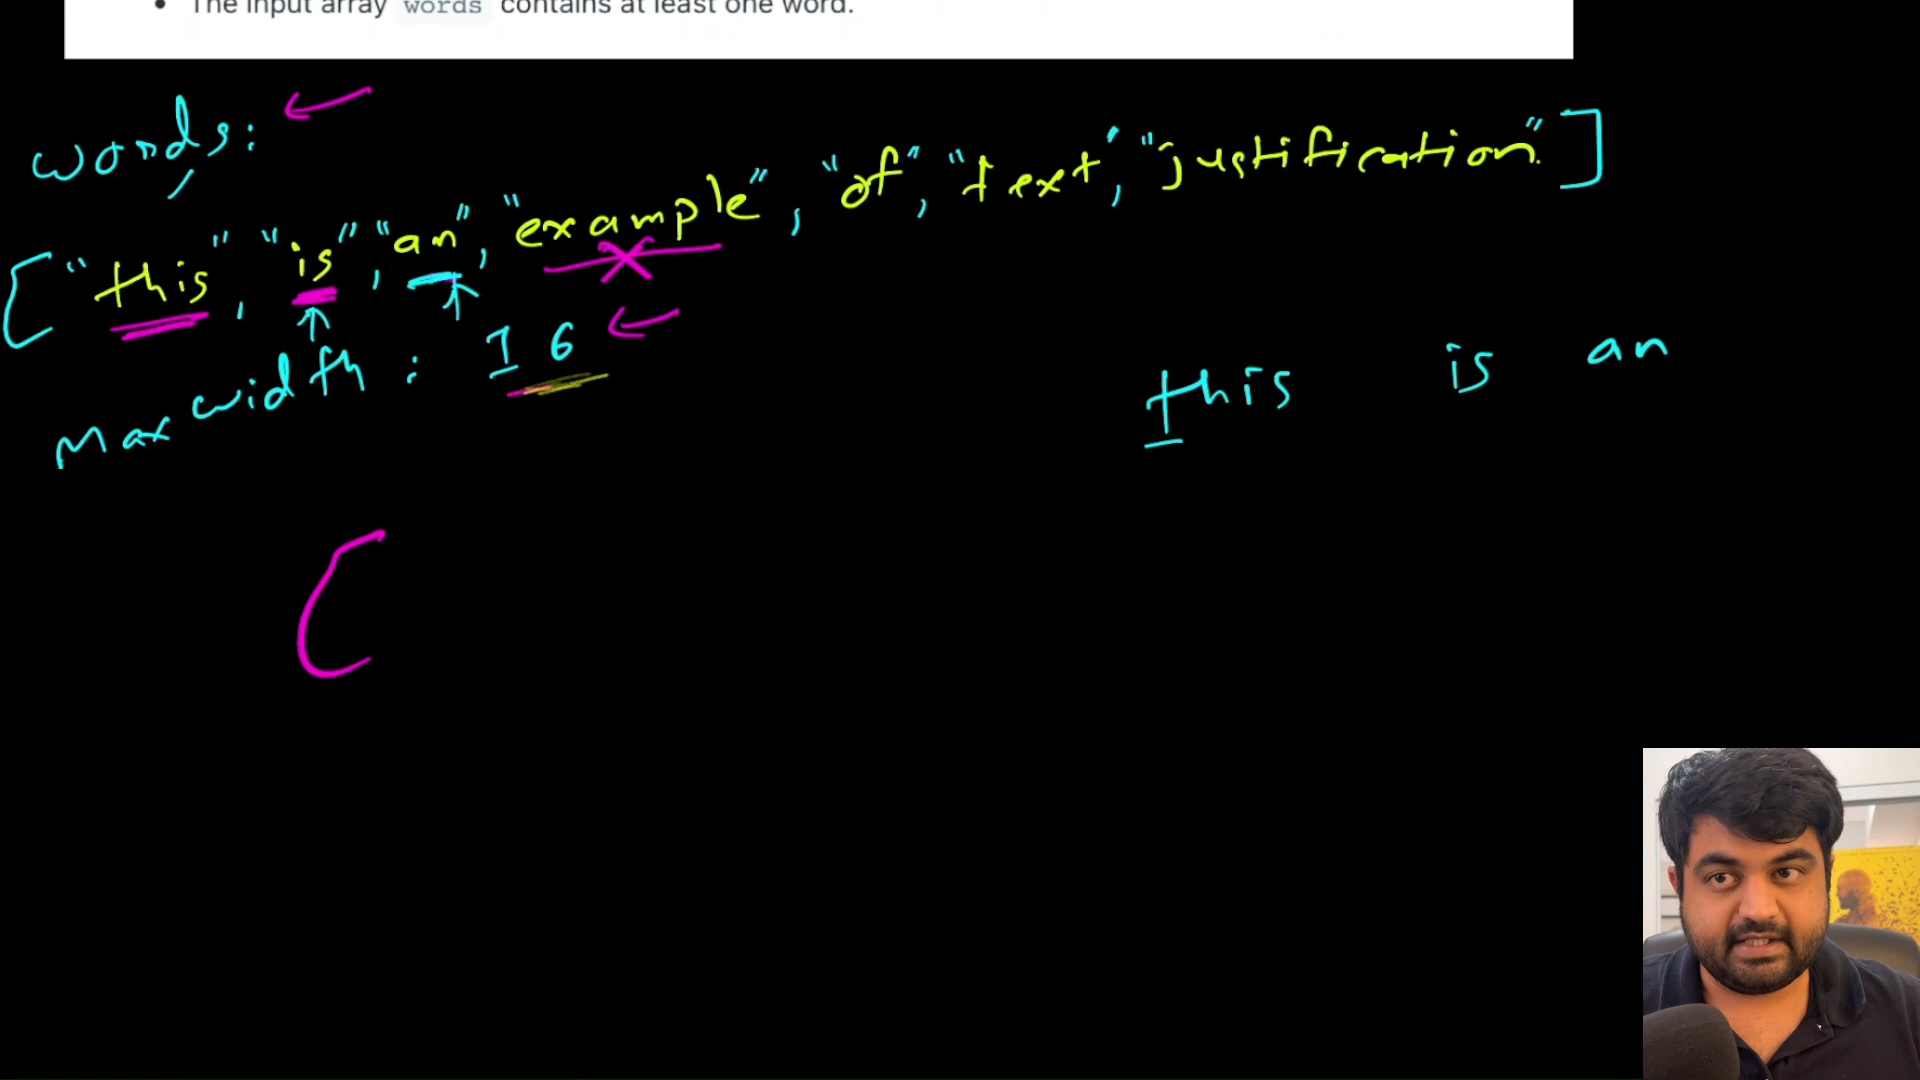 • The input array words contains at least one word.
words:
["this", "is", "an", "example", "of", "text", "justification."]
maxwidth: 16
this is an
[